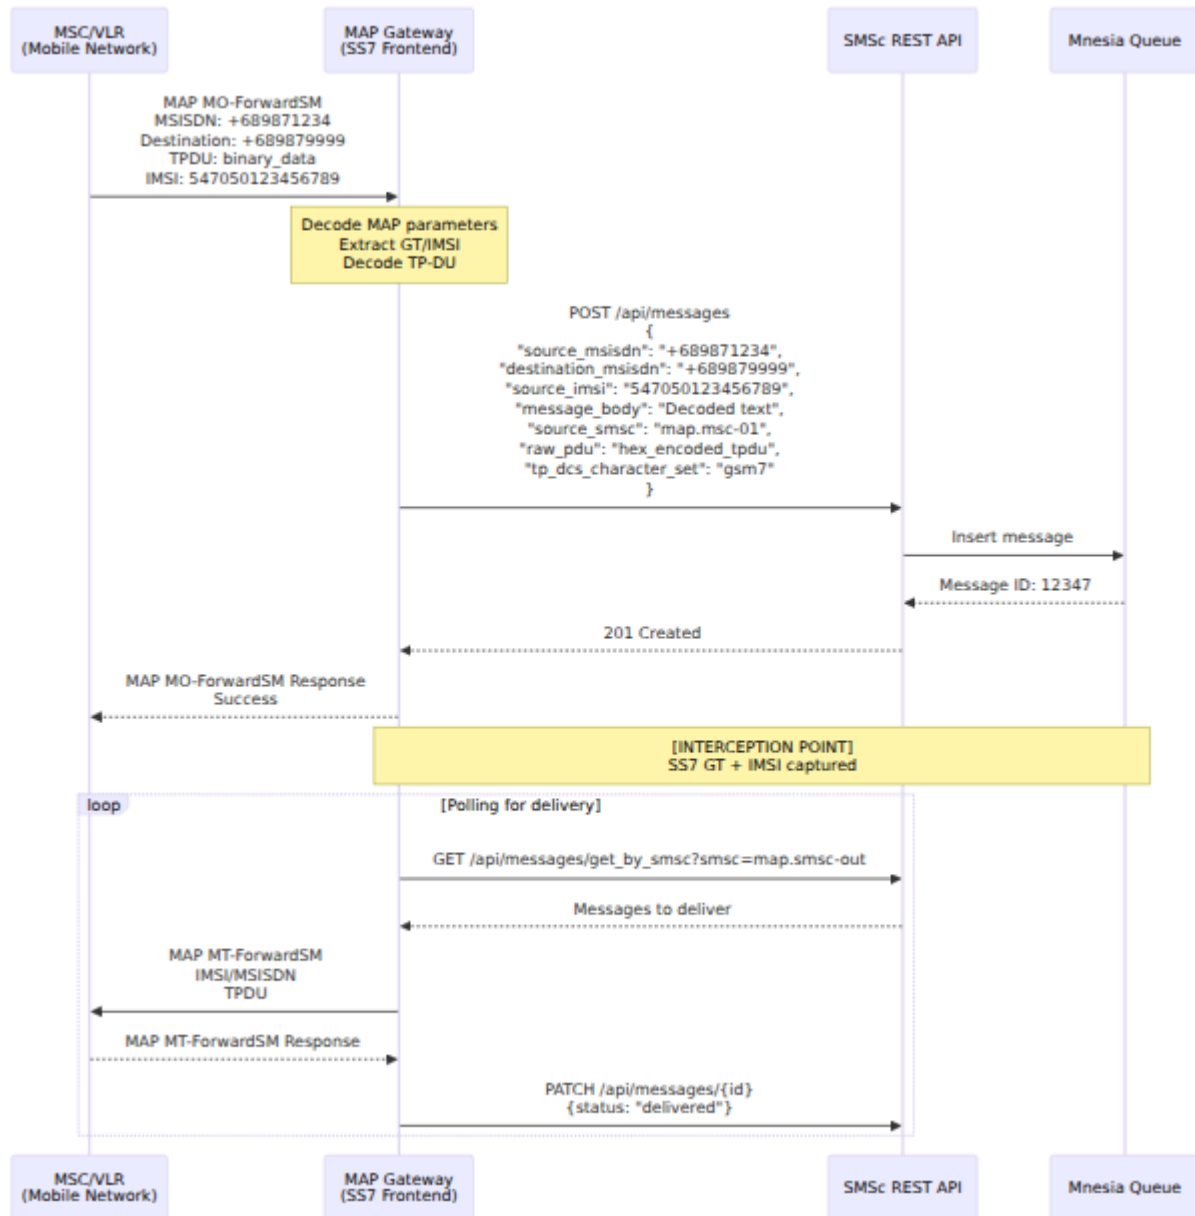 MSC/VLR
(Mobile Network)
MAP Gateway
(SS7 Frontend)
SMSc REST API
Mnesia Queue
MAP MO-ForwardSM
MSISDN: +689871234
Destination: +689879999
TPDU: binary_data
IMSI: 547050123456789
Decode MAP parameters
Extract GT/IMSI
Decode TP-DU
POST /api/messages
{
"source_msisdn": "+689871234",
"destination_msisdn": "+689879999",
"source_imsi": "547050123456789",
"message_body": "Decoded text",
"source_smsc": "map.msc-01",
"raw_pdu": "hex_encoded_tpdu",
"tp_dcs_character_set": "gsm7"
}
Insert message
Message ID: 12347
201 Created
MAP MO-ForwardSM Response
Success
[INTERCEPTION POINT]
SS7 GT + IMSI captured
loop
[Polling for delivery]
GET /api/messages/get_by_smsc?smsc=map.smsc-out
Messages to deliver
MAP MT-ForwardSM
IMSI/MSISDN
TPDU
MAP MT-ForwardSM Response
PATCH /api/messages/{id}
{status: "delivered"}
MSC/VLR
(Mobile Network)
MAP Gateway
(SS7 Frontend)
SMSc REST API
Mnesia Queue